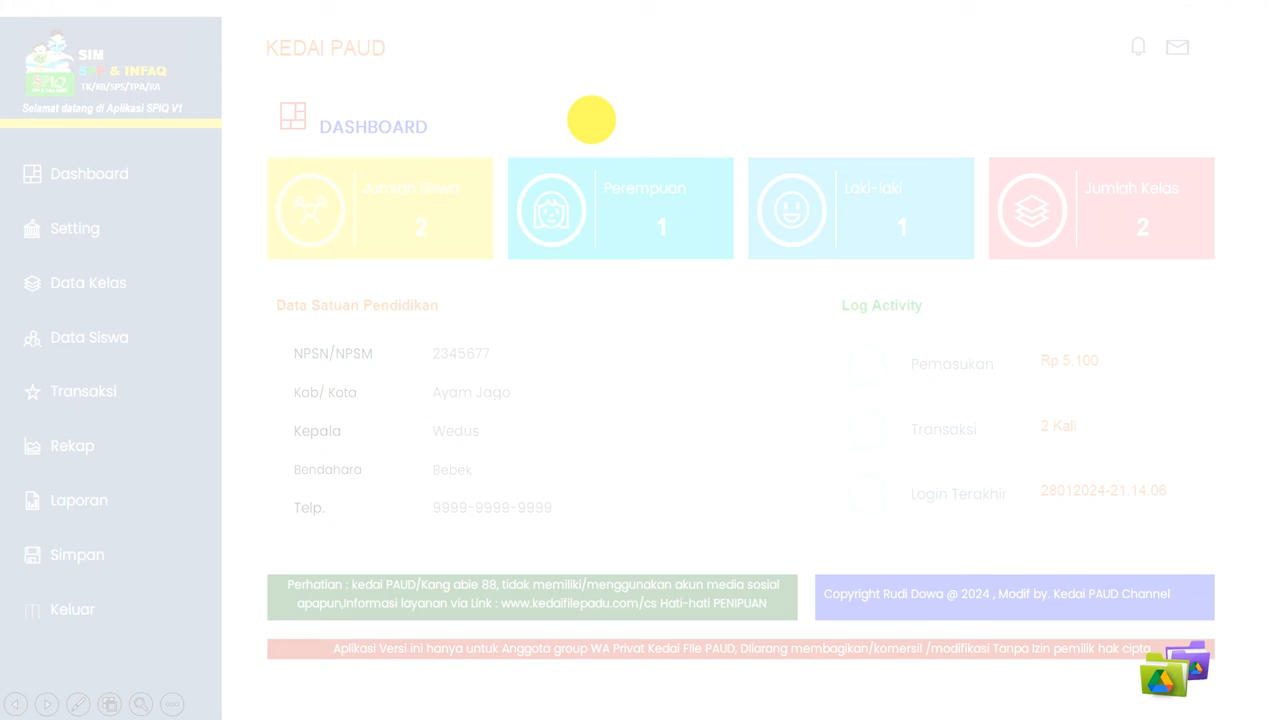 SIM
SPP & INFAQ
TK/KB/SPS/TPA/RA
SPIQ
Selamat datang di Aplikasi SPIQ V1
Dashboard
Setting
Data Kelas
Data Siswa
Transaksi
Rekap
Laporan
Simpan
Keluar
KEDAI PAUD
DASHBOARD
Jumlah Siswa
2
Perempuan
1
Laki-laki
1
Jumlah Kelas
2
Data Satuan Pendidikan
NPSN/NPSM 2345677
Kab/ Kota Ayam Jago
Kepala Wedus
Bendahara Bebek
Telp. 9999-9999-9999
Log Activity
Pemasukan Rp 5.100
Transaksi 2 Kali
Login Terakhir 28012024-21.14.06
Perhatian : kedai PAUD/Kang abie 88, tidak memiliki/menggunakan akun media sosial
apapun,Informasi layanan via Link : www.kedaifilepadu.com/cs Hati-hati PENIPUAN
Copyright Rudi Dowa @ 2024 , Modif by. Kedai PAUD Channel
Aplikasi Versi ini hanya untuk Anggota group WA Privat Kedai File PAUD, DIlarang membagikan/komersil /modifikasi Tanpa Izin pemilik hak cipta